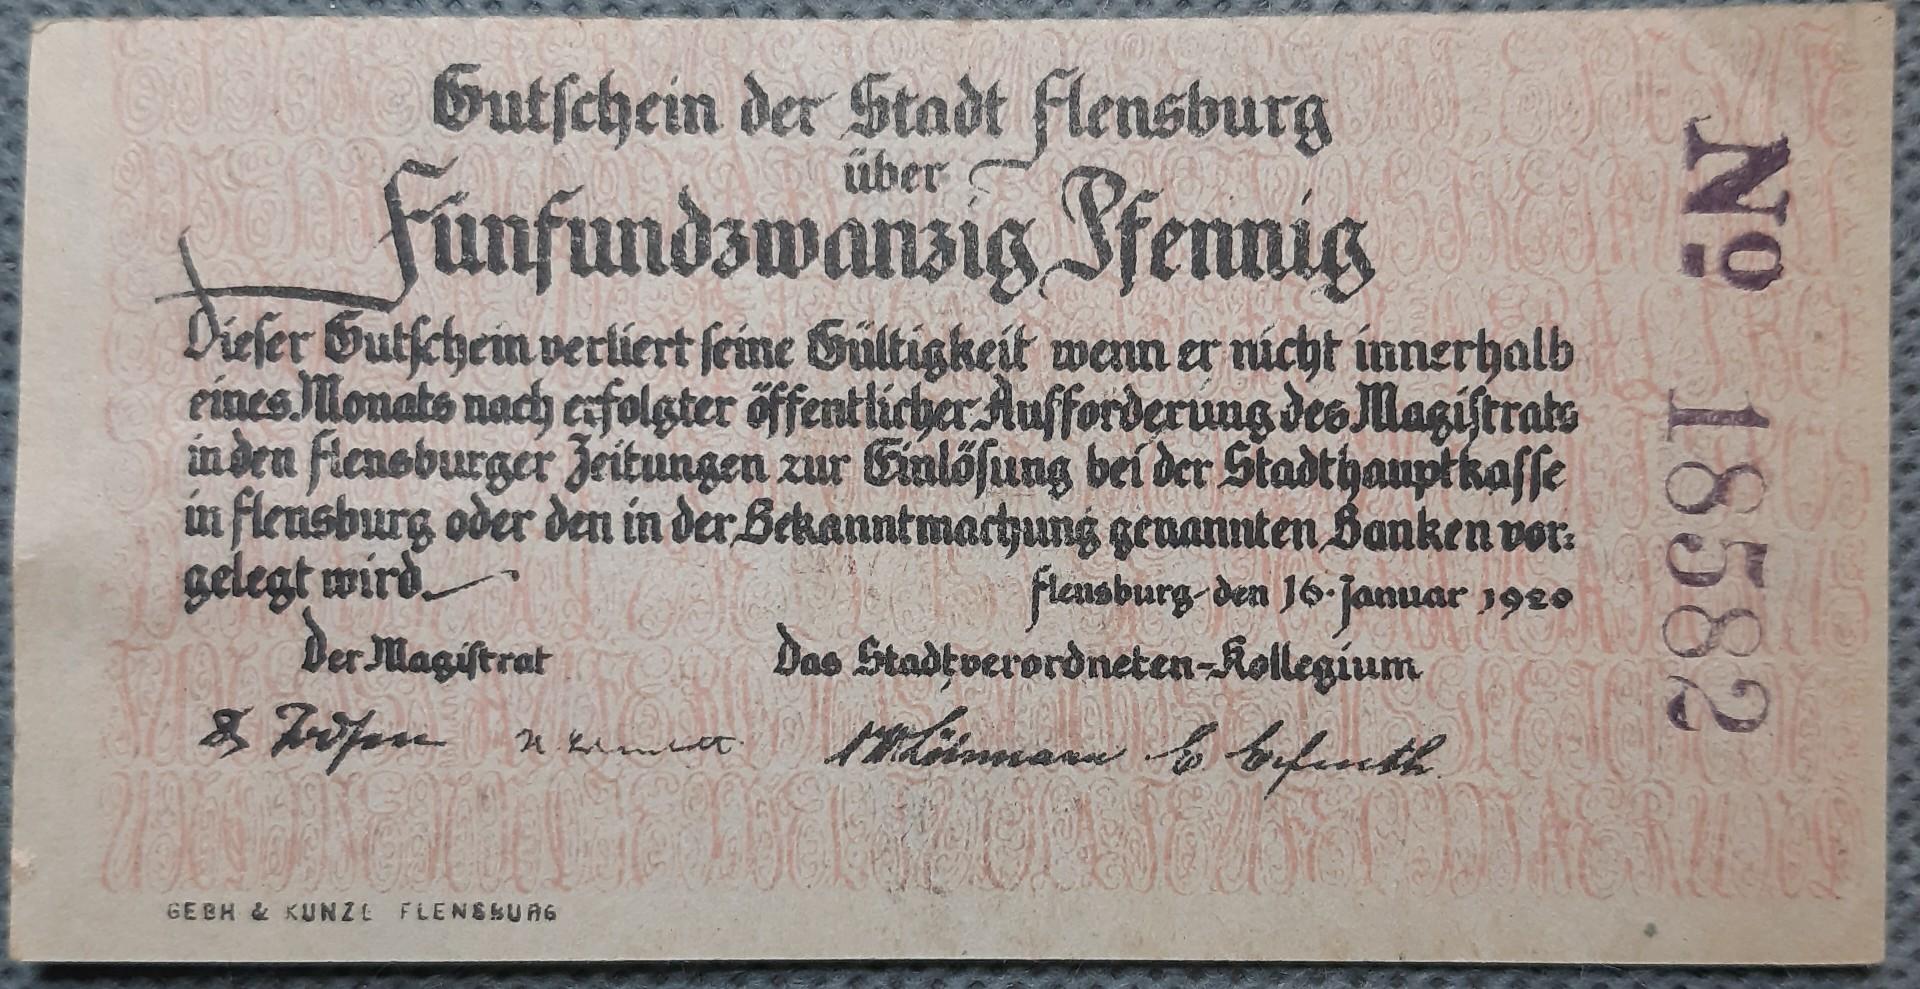 Gutschein der Stadt Flensburg
über
Fünfundzwanzig Pfennig
Dieser Gutschein verliert seine Gültigkeit wenn er nicht innerhalb
eines Monats nach erfolgter öffentlicher Aufforderung des Magistrats
in den Flensburger Zeitungen zur Einlösung bei der Stadthauptkasse
in Flensburg oder den in der Bekanntmachung genannten Banken vor:
gelegt wird.
Flensburg den 16. Januar 1920
Der Magistrat
Das Stadtverordneten-Kollegium
GEBH & KUNZE FLENSBURG
No 18582